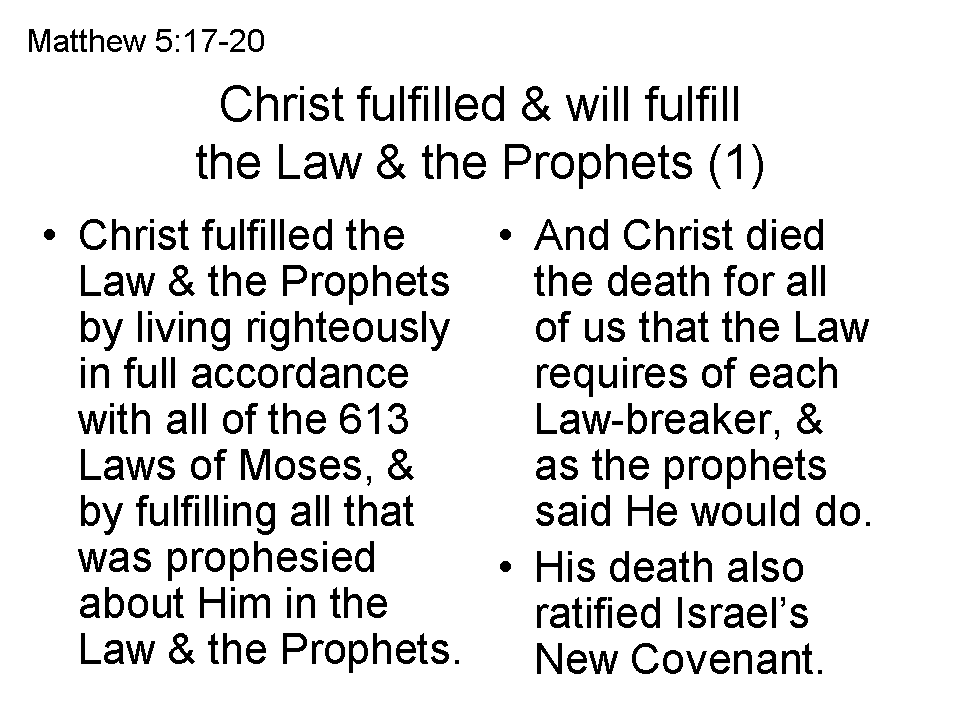 Matthew 5:17-20
Christ fulfilled & will fulfill
the Law & the Prophets (1)
• Christ fulfilled the
Law & the Prophets
by living righteously
in full accordance
with all of the 613
Laws of Moses, &
by fulfilling all that
was prophesied
about Him in the
Law & the Prophets.
• And Christ died
the death for all
of us that the Law
requires of each
Law-breaker, &
as the prophets
said He would do.
• His death also
ratified Israel’s
New Covenant.